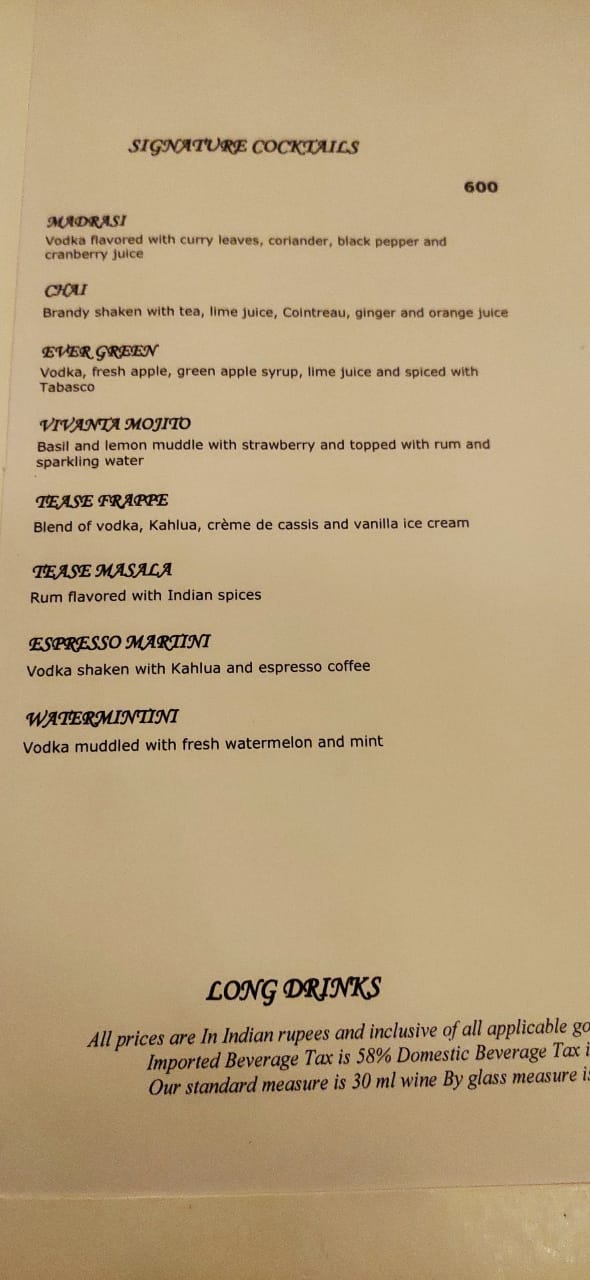 SIGNATURE COCKTAILS
600
MADRASI
Vodka flavored with curry leaves, coriander, black pepper and
cranberry juice
CHAI
Brandy shaken with tea, lime juice, Cointreau, ginger and orange juice
EVER GREEN
Vodka, fresh apple, green apple syrup, lime juice and spiced with
Tabasco
VIVANTA MOJITO
Basil and lemon muddle with strawberry and topped with rum and
sparkling water
TEASE FRAPPE
Blend of vodka, Kahlua, crème de cassis and vanilla ice cream
TEASE MASALA
Rum flavored with Indian spices
ESPRESSO MARTINI
Vodka shaken with Kahlua and espresso coffee
WATERMINTINI
Vodka muddled with fresh watermelon and mint
LONG DRINKS
All prices are In Indian rupees and inclusive of all applicable
Imported Beverage Tax is 58% Domestic Beverage Tax
Our standard measure is 30 ml wine By glass measure